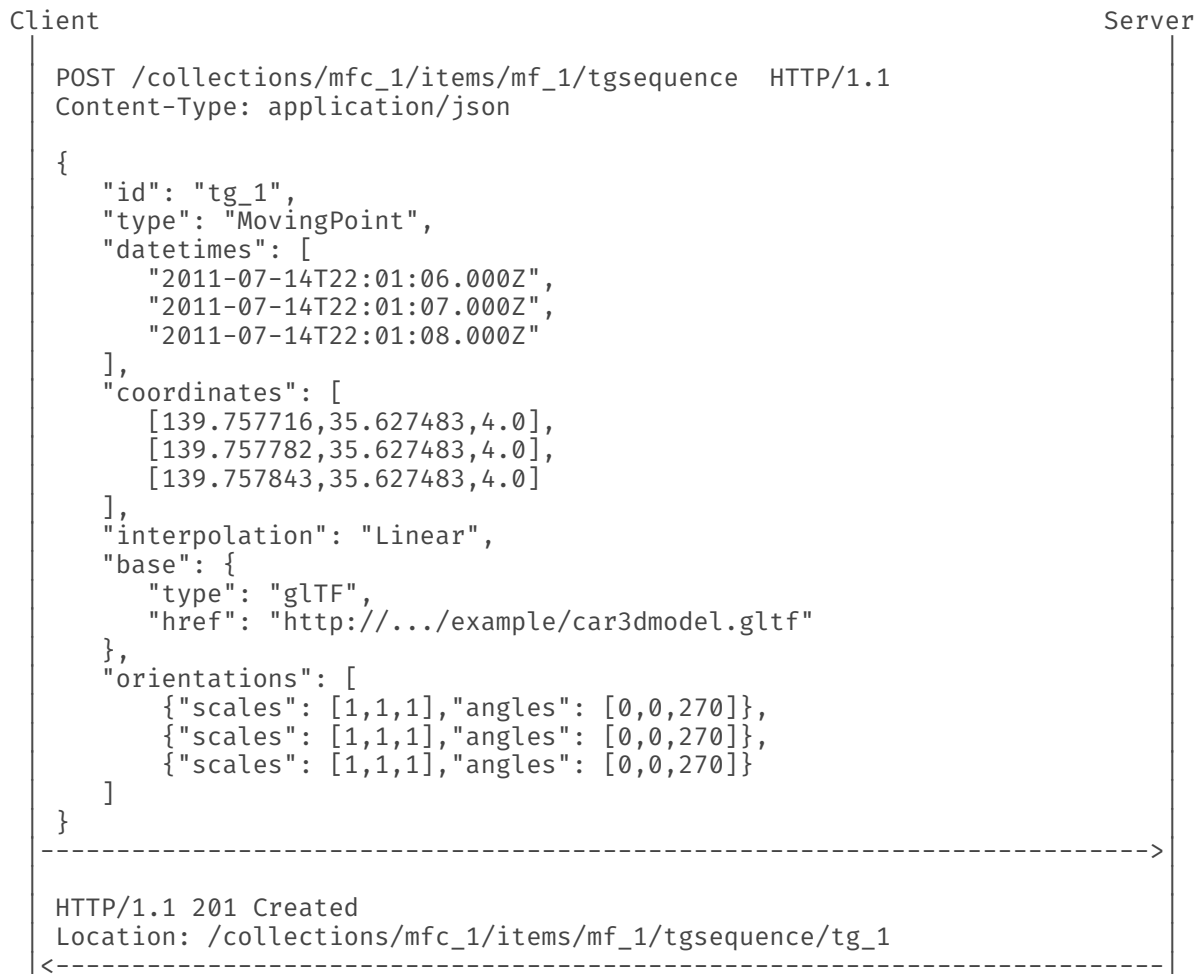 Client Server
POST /collections/mfc_1/items/mf_1/tgsequence  HTTP/1.1
Content-Type: application/json
{
   "id": "tg_1",
   "type": "MovingPoint",
   "datetimes": [
      "2011-07-14T22:01:06.000Z",
      "2011-07-14T22:01:07.000Z",
      "2011-07-14T22:01:08.000Z"
   ],
   "coordinates": [
      [139.757716,35.627483,4.0],
      [139.757782,35.627483,4.0],
      [139.757843,35.627483,4.0]
   ],
   "interpolation": "Linear",
   "base": {
      "type": "glTF",
      "href": "http://.../example/car3dmodel.gltf"
   },
   "orientations": [
       {"scales": [1,1,1],"angles": [0,0,270]},
       {"scales": [1,1,1],"angles": [0,0,270]},
       {"scales": [1,1,1],"angles": [0,0,270]}
   ]
}
HTTP/1.1 201 Created
Location: /collections/mfc_1/items/mf_1/tgsequence/tg_1